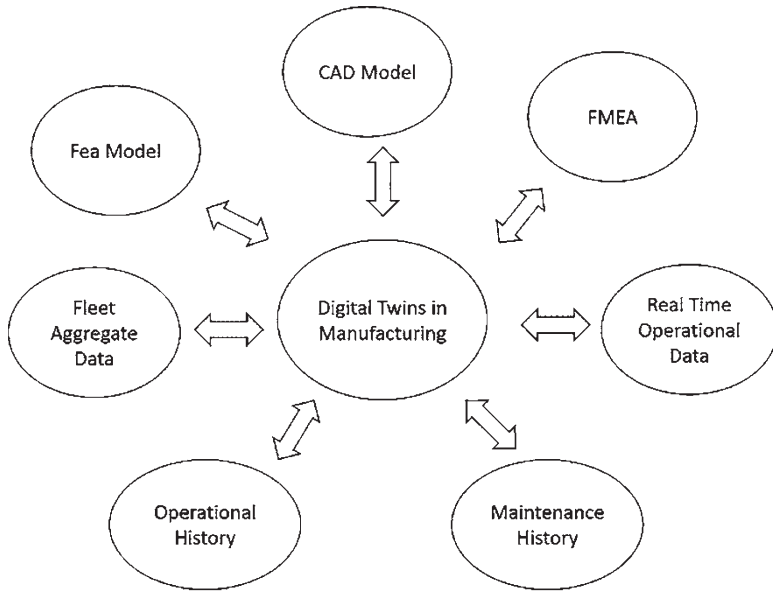 CAD Model
FMEA
Fea Model
Fleet
Aggregate
Data
Digital Twins in
Manufacturing
Real Time
Operational
Data
Operational
History
Maintenance
History